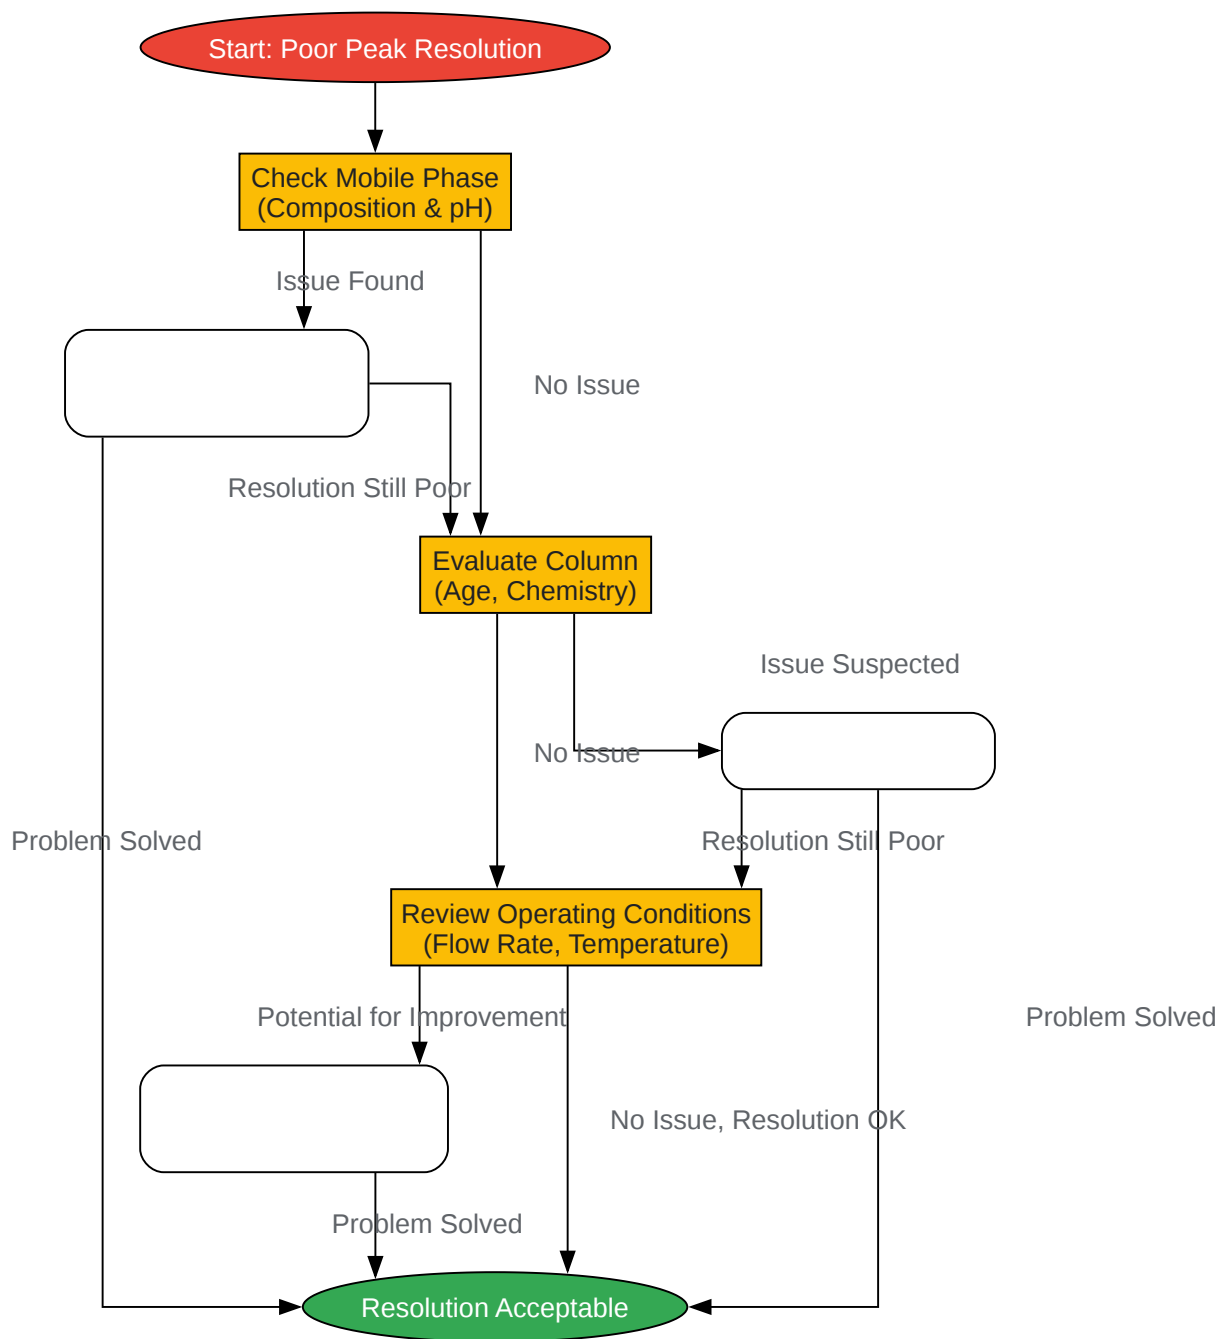 Start: Poor Peak Resolution
Check Mobile Phase
(Composition & pH)
Issue Found
No Issue
Resolution Still Poor
Evaluate Column
(Age, Chemistry)
Issue Suspected
No Issue
Problem Solved
Resolution Still Poor
Review Operating Conditions
(Flow Rate, Temperature)
Potential for Improvement
Problem Solved
No Issue, Resolution OK
Problem Solved
Resolution Acceptable